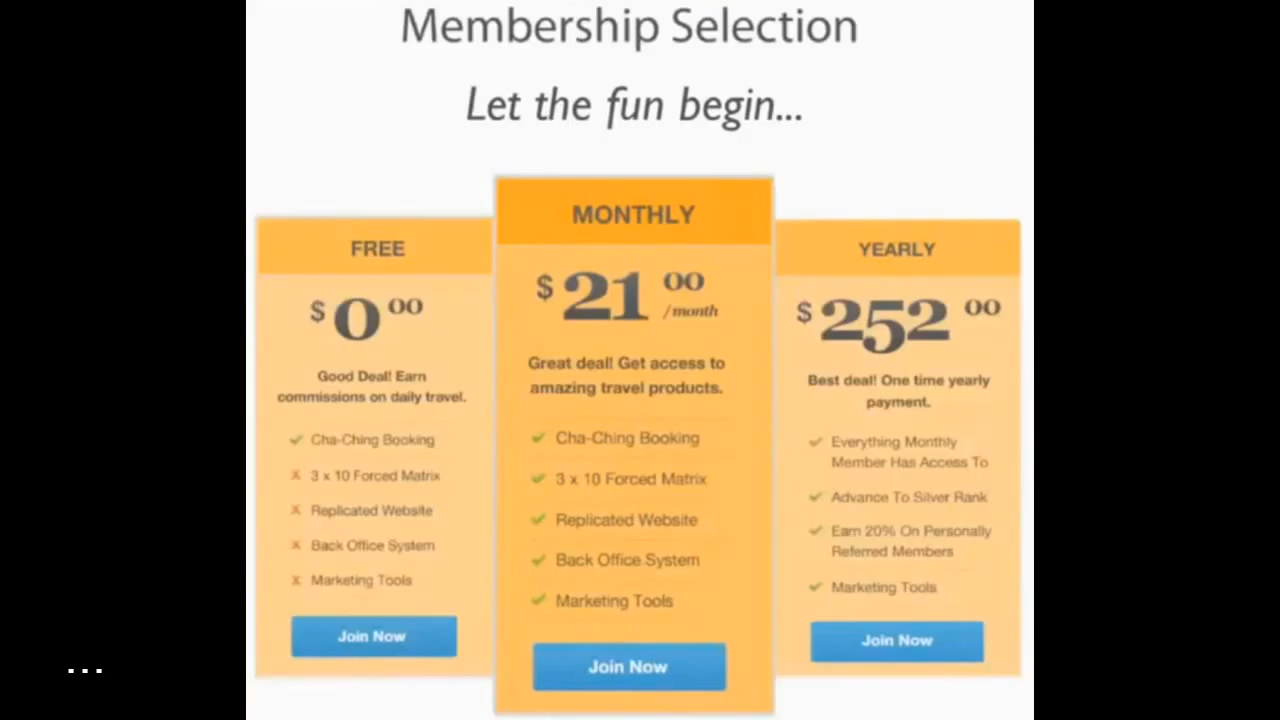 Membership Selection
Let the fun begin...
FREE
$ 0 00
Good Deal! Earn
commissions on daily travel.
✓ Cha-Ching Booking
X 3 x 10 Forced Matrix
X Replicated Website
X Back Office System
X Marketing Tools
Join Now
MONTHLY
$ 21 00
/month
Great deal! Get access to
amazing travel products.
✓ Cha-Ching Booking
✓ 3 x 10 Forced Matrix
✓ Replicated Website
✓ Back Office System
✓ Marketing Tools
Join Now
YEARLY
$ 252 00
Best deal! One time yearly
payment.
✓ Everything Monthly
Member Has Access To
✓ Advance To Silver Rank
✓ Earn 20% On Personally
Referred Members
✓ Marketing Tools
Join Now
...